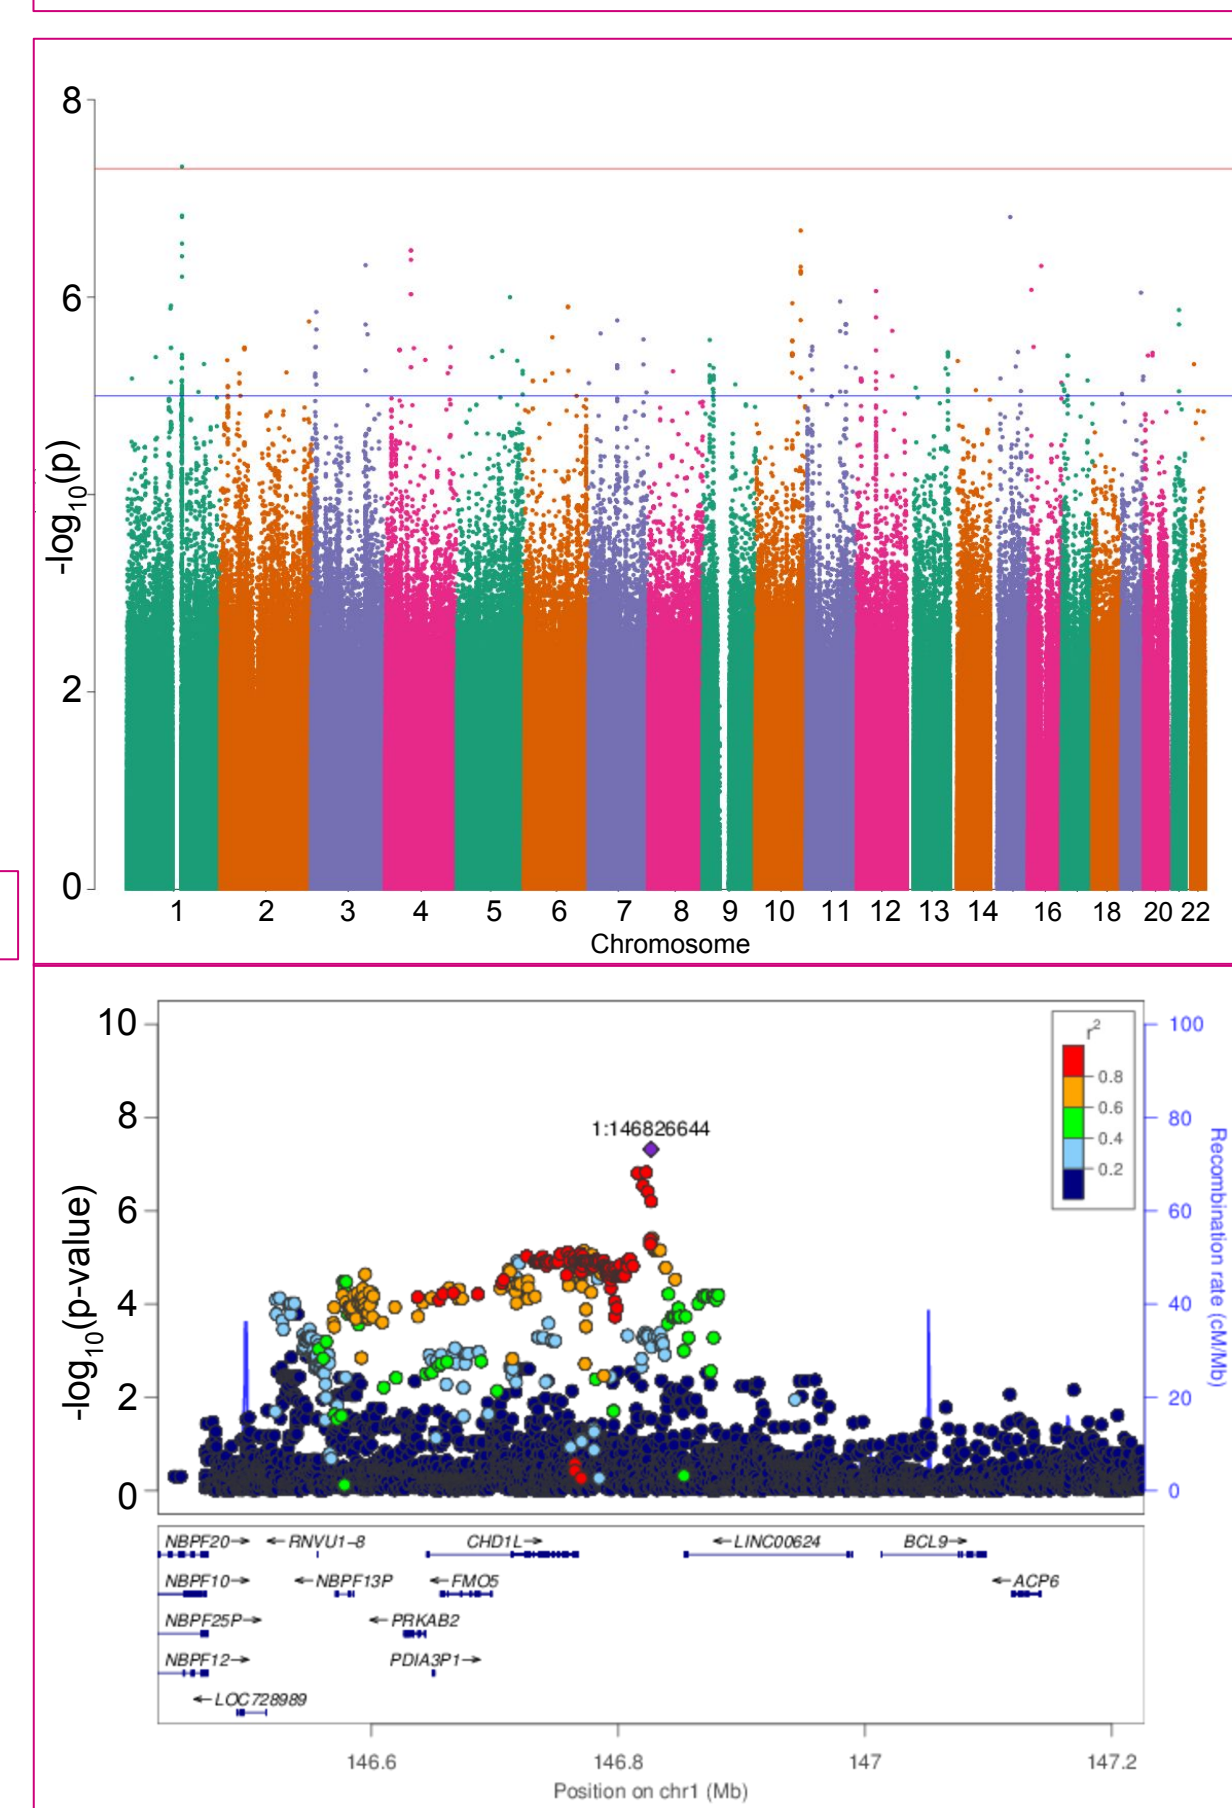 8
6
2
0
-log10(p)
1 2 3 4 5 6 7 8 9 10 11 12 13 14 16 18 20 22
Chromosome
10
8
6
4
2
0
-log10(p-value)
1:146826644
r2
0.8
0.6
0.4
0.2
100
80
60
40
20
0
Recombination rate (cM/Mb)
NBPF20→ ←RNVU1−8 CHD1L→ ←LINC00624 BCL9→
NBPF10→ ←NBPF13P ←FMO5 ←ACP6
NBPF25P→ ←PRKAB2
NBPF12→ PDIA3P1→
←LOC728989
146.6 146.8 147 147.2
Position on chr1 (Mb)